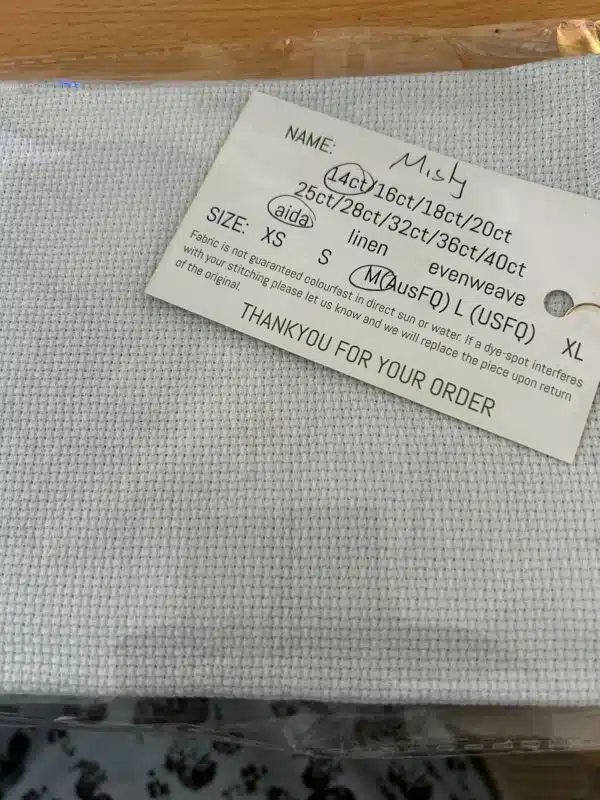 NAME: Misty
14ct/16ct/18ct/20ct
25ct/28ct/32ct/36ct/40ct
aida linen evenweave
SIZE: XS S M(AusFQ) L (USFQ) XL
Fabric is not guaranteed colourfast in direct sun or water. If a dye-spot interferes
with your stitching please let us know and we will replace the piece upon return
of the original.
THANKYOU FOR YOUR ORDER